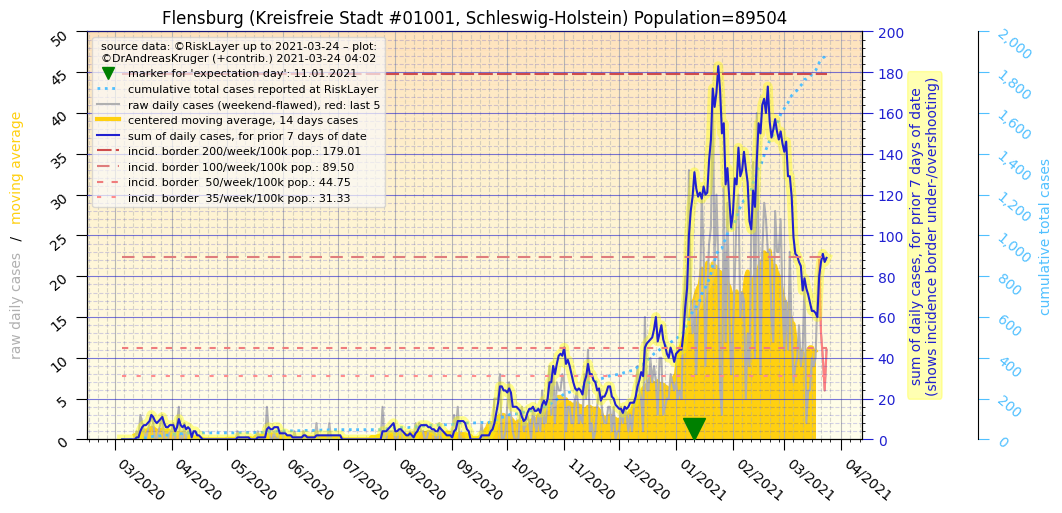 Flensburg (Kreisfreie Stadt #01001, Schleswig-Holstein) Population=89504
source data: ©RiskLayer up to 2021-03-24 – plot:
©DrAndreasKruger (+contrib.) 2021-03-24 04:02
marker for 'expectation day': 11.01.2021
cumulative total cases reported at RiskLayer
raw daily cases (weekend-flawed), red: last 5
centered moving average, 14 days cases
sum of daily cases, for prior 7 days of date
incid. border 200/week/100k pop.: 179.01
incid. border 100/week/100k pop.: 89.50
incid. border  50/week/100k pop.: 44.75
incid. border  35/week/100k pop.: 31.33
raw daily cases  /  moving average
50
45
40
35
30
25
20
15
10
5
0
03/2020
04/2020
05/2020
06/2020
07/2020
08/2020
09/2020
10/2020
11/2020
12/2020
01/2021
02/2021
03/2021
04/2021
200
180
160
140
120
100
80
60
40
20
0
sum of daily cases, for prior 7 days of date
(shows incidence border under-/overshooting)
2,000
1,800
1,600
1,400
1,200
1,000
800
600
400
200
0
cumulative total cases